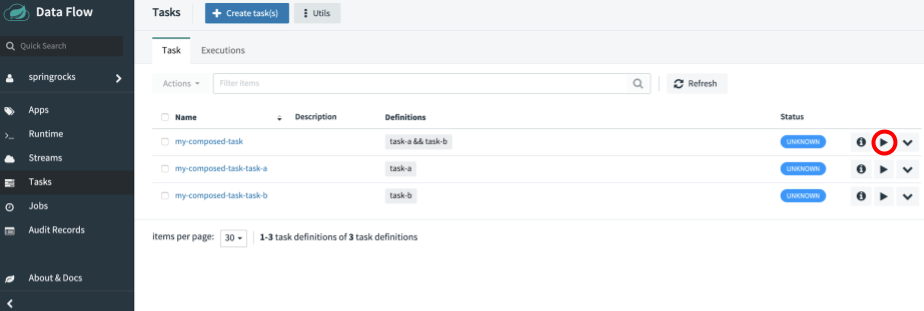 Data Flow
Quick Search
springrocks
Apps
Runtime
Streams
Tasks
Jobs
Audit Records
About & Docs
Tasks
Create task(s)
Utils
Task Executions
Actions
Filter items
Refresh
Name Description Definitions Status
my-composed-task task-a && task-b UNKNOWN
my-composed-task-task-a task-a UNKNOWN
my-composed-task-task-b task-b UNKNOWN
items per page: 30 1-3 task definitions of 3 task definitions